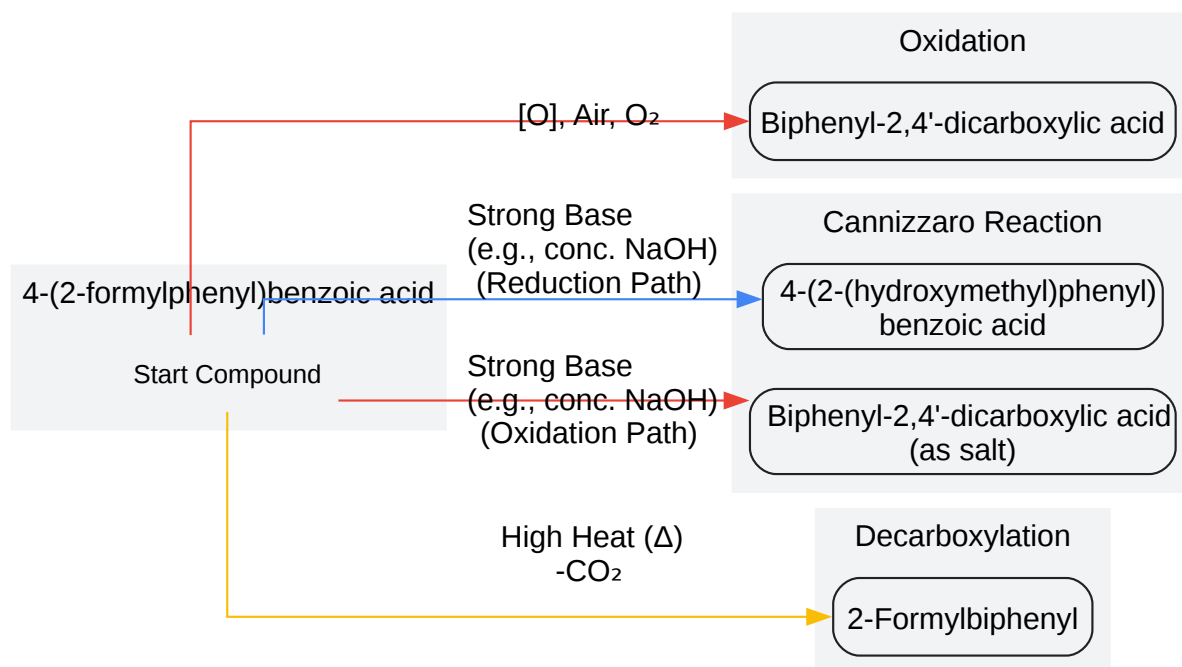 Oxidation
[O], Air, O₂
Biphenyl-2,4'-dicarboxylic acid
Strong Base
(e.g., conc. NaOH)
(Reduction Path)
Cannizzaro Reaction
4-(2-formylphenyl)benzoic acid
4-(2-(hydroxymethyl)phenyl)
benzoic acid
Start Compound
Strong Base
(e.g., conc. NaOH)
(Oxidation Path)
Biphenyl-2,4'-dicarboxylic acid
(as salt)
High Heat (Δ)
-CO₂
Decarboxylation
2-Formylbiphenyl